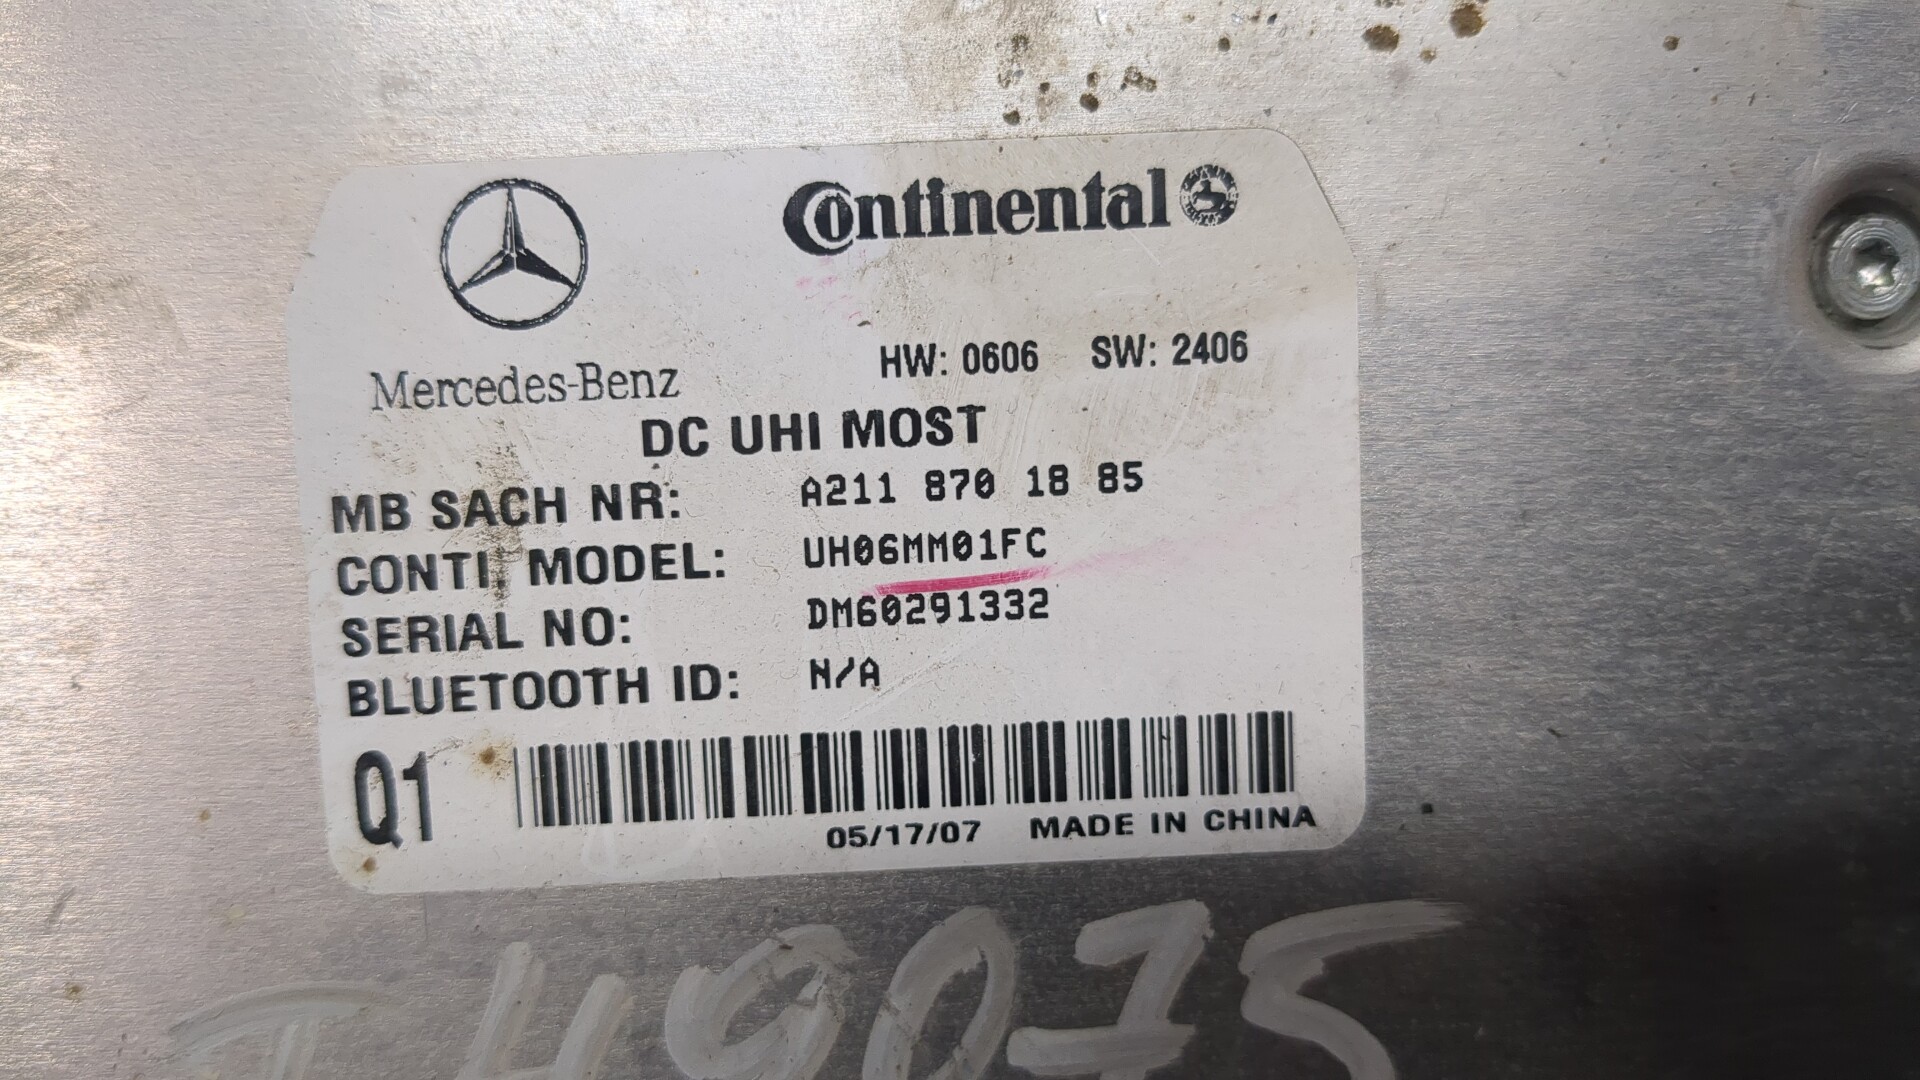 Continental
Mercedes-Benz
HW: 0606 SW: 2406
DC UHI MOST
MB SACH NR: A211 870 18 85
CONTI. MODEL: UH06MM01FC
SERIAL NO: DM60291332
BLUETOOTH ID: N/A
Q1
05/17/07 MADE IN CHINA